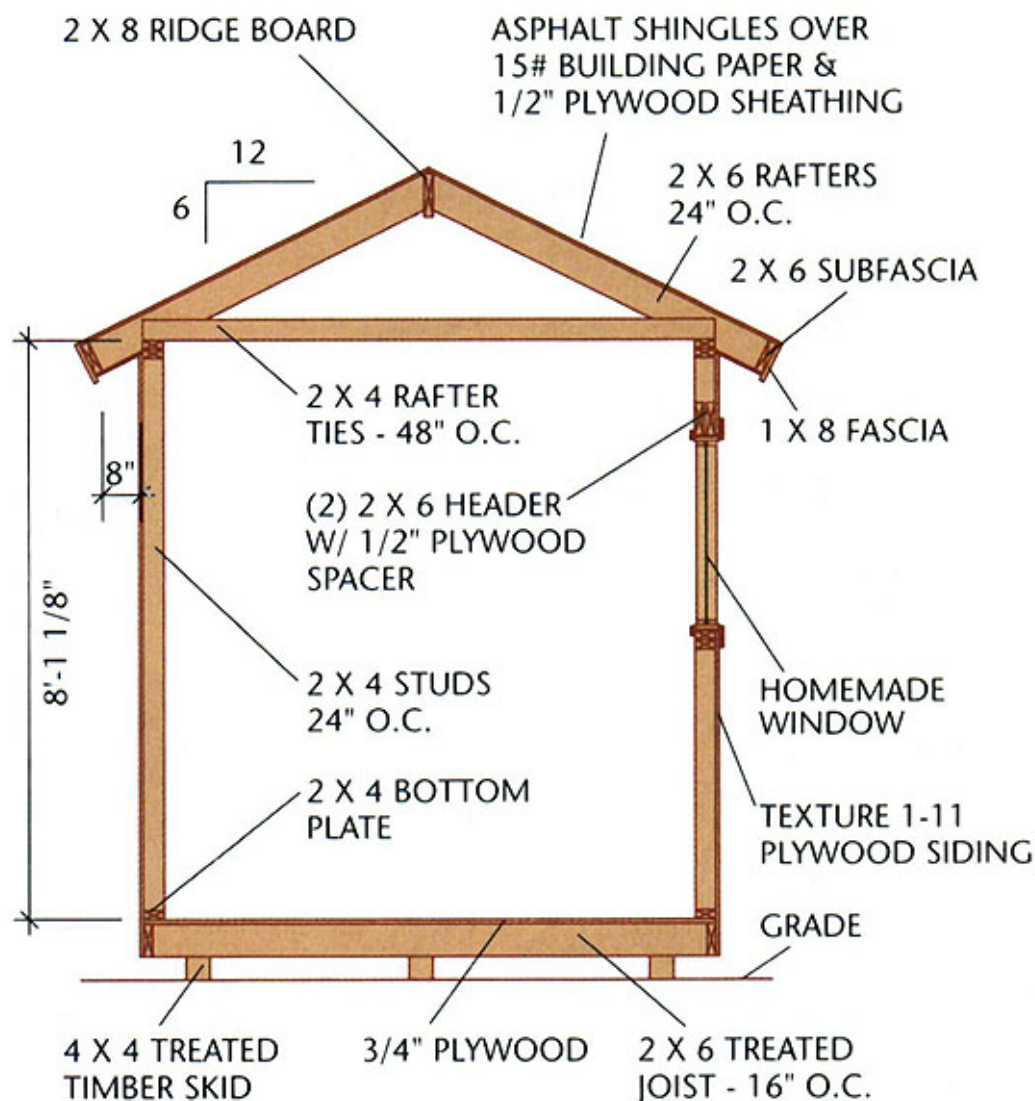 2 X 8 RIDGE BOARD
ASPHALT SHINGLES OVER
15# BUILDING PAPER &
1/2" PLYWOOD SHEATHING
12
6
2 X 6 RAFTERS
24" O.C.
2 X 6 SUBFASCIA
2 X 4 RAFTER
TIES - 48" O.C.
1 X 8 FASCIA
8"
(2) 2 X 6 HEADER
W/ 1/2" PLYWOOD
SPACER
8'-1 1/8"
2 X 4 STUDS
24" O.C.
HOMEMADE
WINDOW
2 X 4 BOTTOM
PLATE
TEXTURE 1-11
PLYWOOD SIDING
GRADE
4 X 4 TREATED
TIMBER SKID
3/4" PLYWOOD
2 X 6 TREATED
JOIST - 16" O.C.